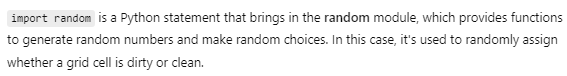 import random is a Python statement that brings in the random module, which provides functions
to generate random numbers and make random choices. In this case, it's used to randomly assign
whether a grid cell is dirty or clean.